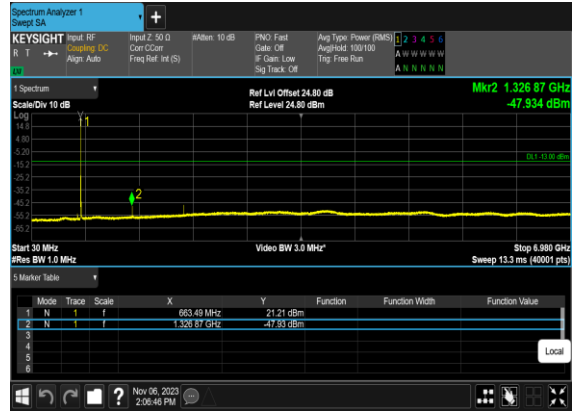 Spectrum Analyzer 1
Swept SA
+
KEYSIGHT Input: RF Input Z: 50 Ω #Atten: 10 dB PNO: Fast Avg Type: Power (RMS) 1 2 3 4 5 6
R T Coupling: DC Corr CCorr Gate: Off Avg|Hold: 100/100 A W W W W W
Align: Auto Freq Ref: Int (S) IF Gain: Low Trig: Free Run
Sig Track: Off A N N N N N
1 Spectrum Ref Lvl Offset 24.80 dB Mkr2 1.326 87 GHz
Scale/Div 10 dB Ref Level 24.80 dBm -47.934 dBm
Log
14.8
1
4.80
-5.20
DL1 -13.00 dBm
-15.2
-25.2
-35.2
2
-45.2
-55.2
-65.2
Start 30 MHz Video BW 3.0 MHz* Stop 6.980 GHz
#Res BW 1.0 MHz Sweep 13.3 ms (40001 pts)
5 Marker Table
Mode Trace Scale X Y Function Function Width Function Value
1 N 1 f 663.49 MHz 21.21 dBm
2 N 1 f 1.326 87 GHz -47.93 dBm
3
4
5
6
Local
? Nov 06, 2023
2:06:46 PM